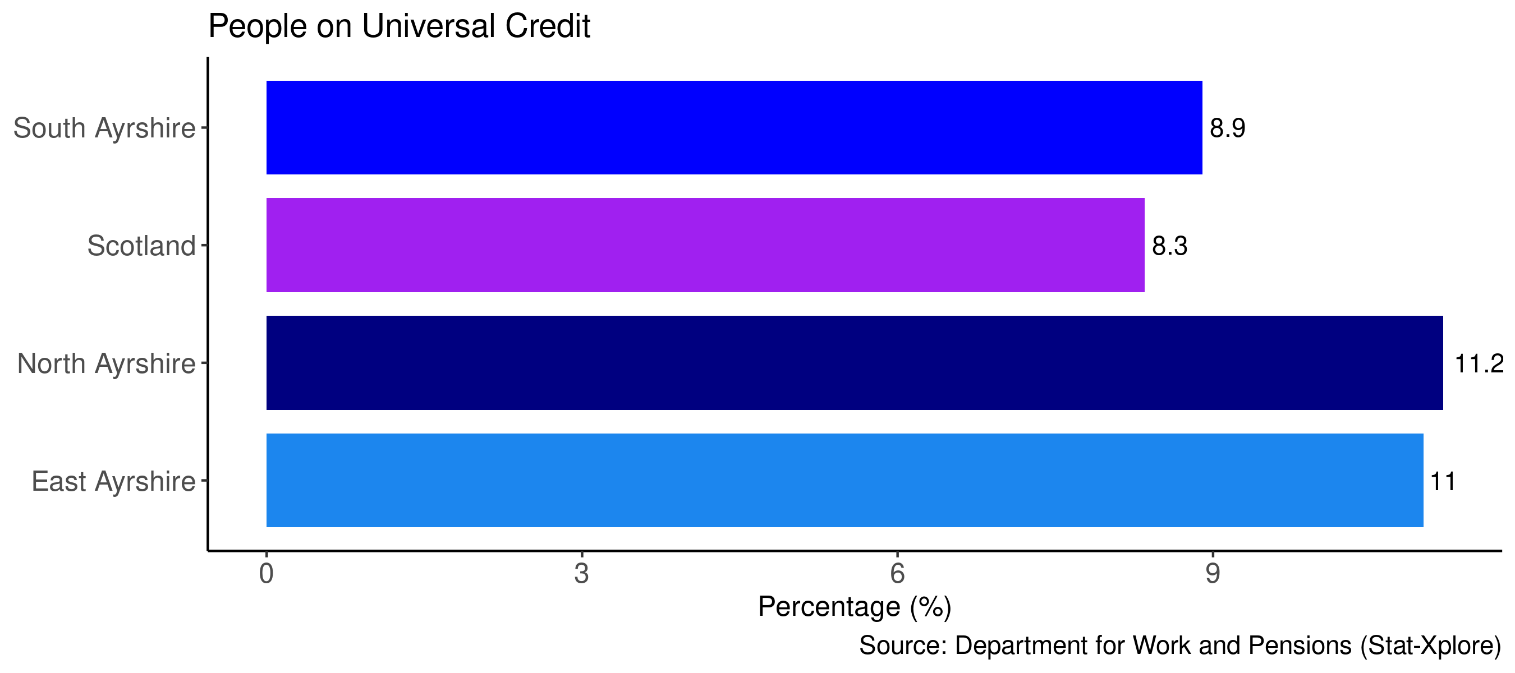 People on Universal Credit
South Ayrshire
8.9
Scotland
8.3
North Ayrshire
11.2
East Ayrshire
11
0 3 6 9
Percentage (%)
Source: Department for Work and Pensions (Stat-Xplore)